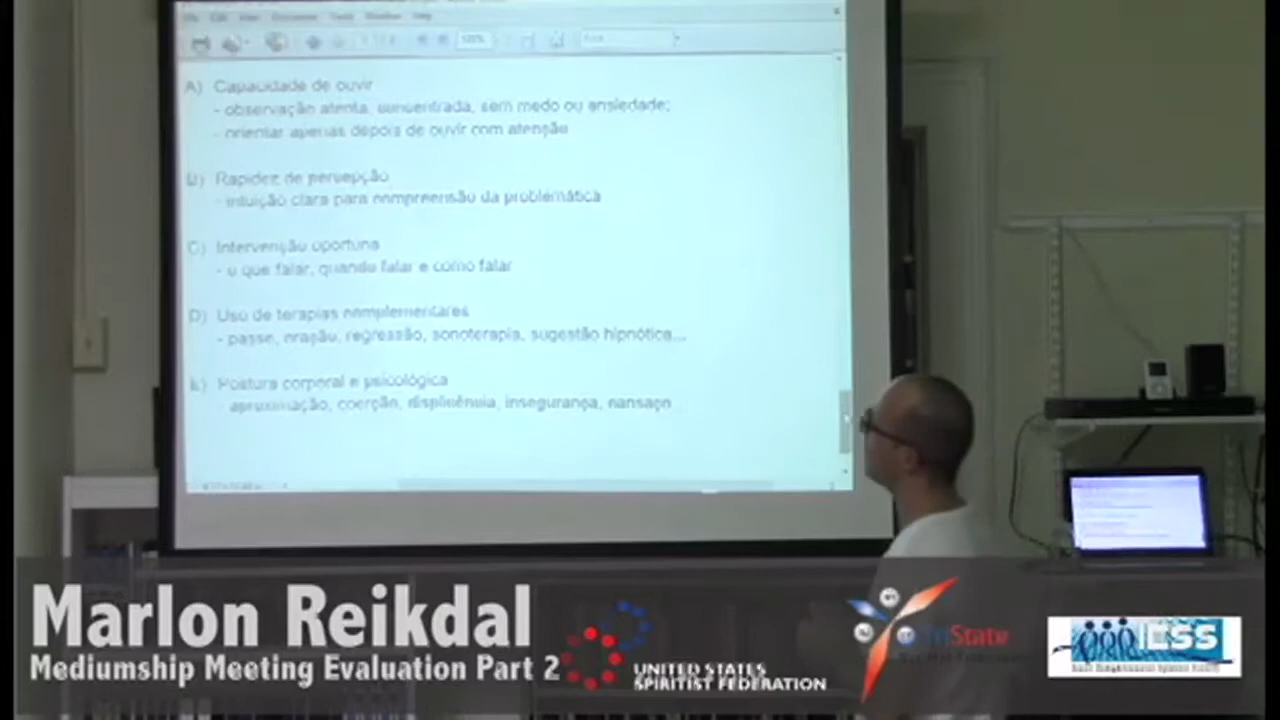 A) Capacidade de ouvir
- observação atenta, concentrada, sem medo ou ansiedade;
- orientar apenas depois de ouvir com atenção
B) Rapidez de percepção
- intuição clara para compreensão da problemática
C) Intervenção oportuna
- o que falar, quando falar e como falar
D) Uso de terapias complementares
- passe, oração, regressão, sonoterapia, sugestão hipnótica...
E) Postura corporal e psicológica
- aproximação, coerção, displicência, insegurança, cansaço
Marlon Reikdal
Mediumship Meeting Evaluation Part 2
UNITED STATES
SPIRITIST FEDERATION
TriState
ESS